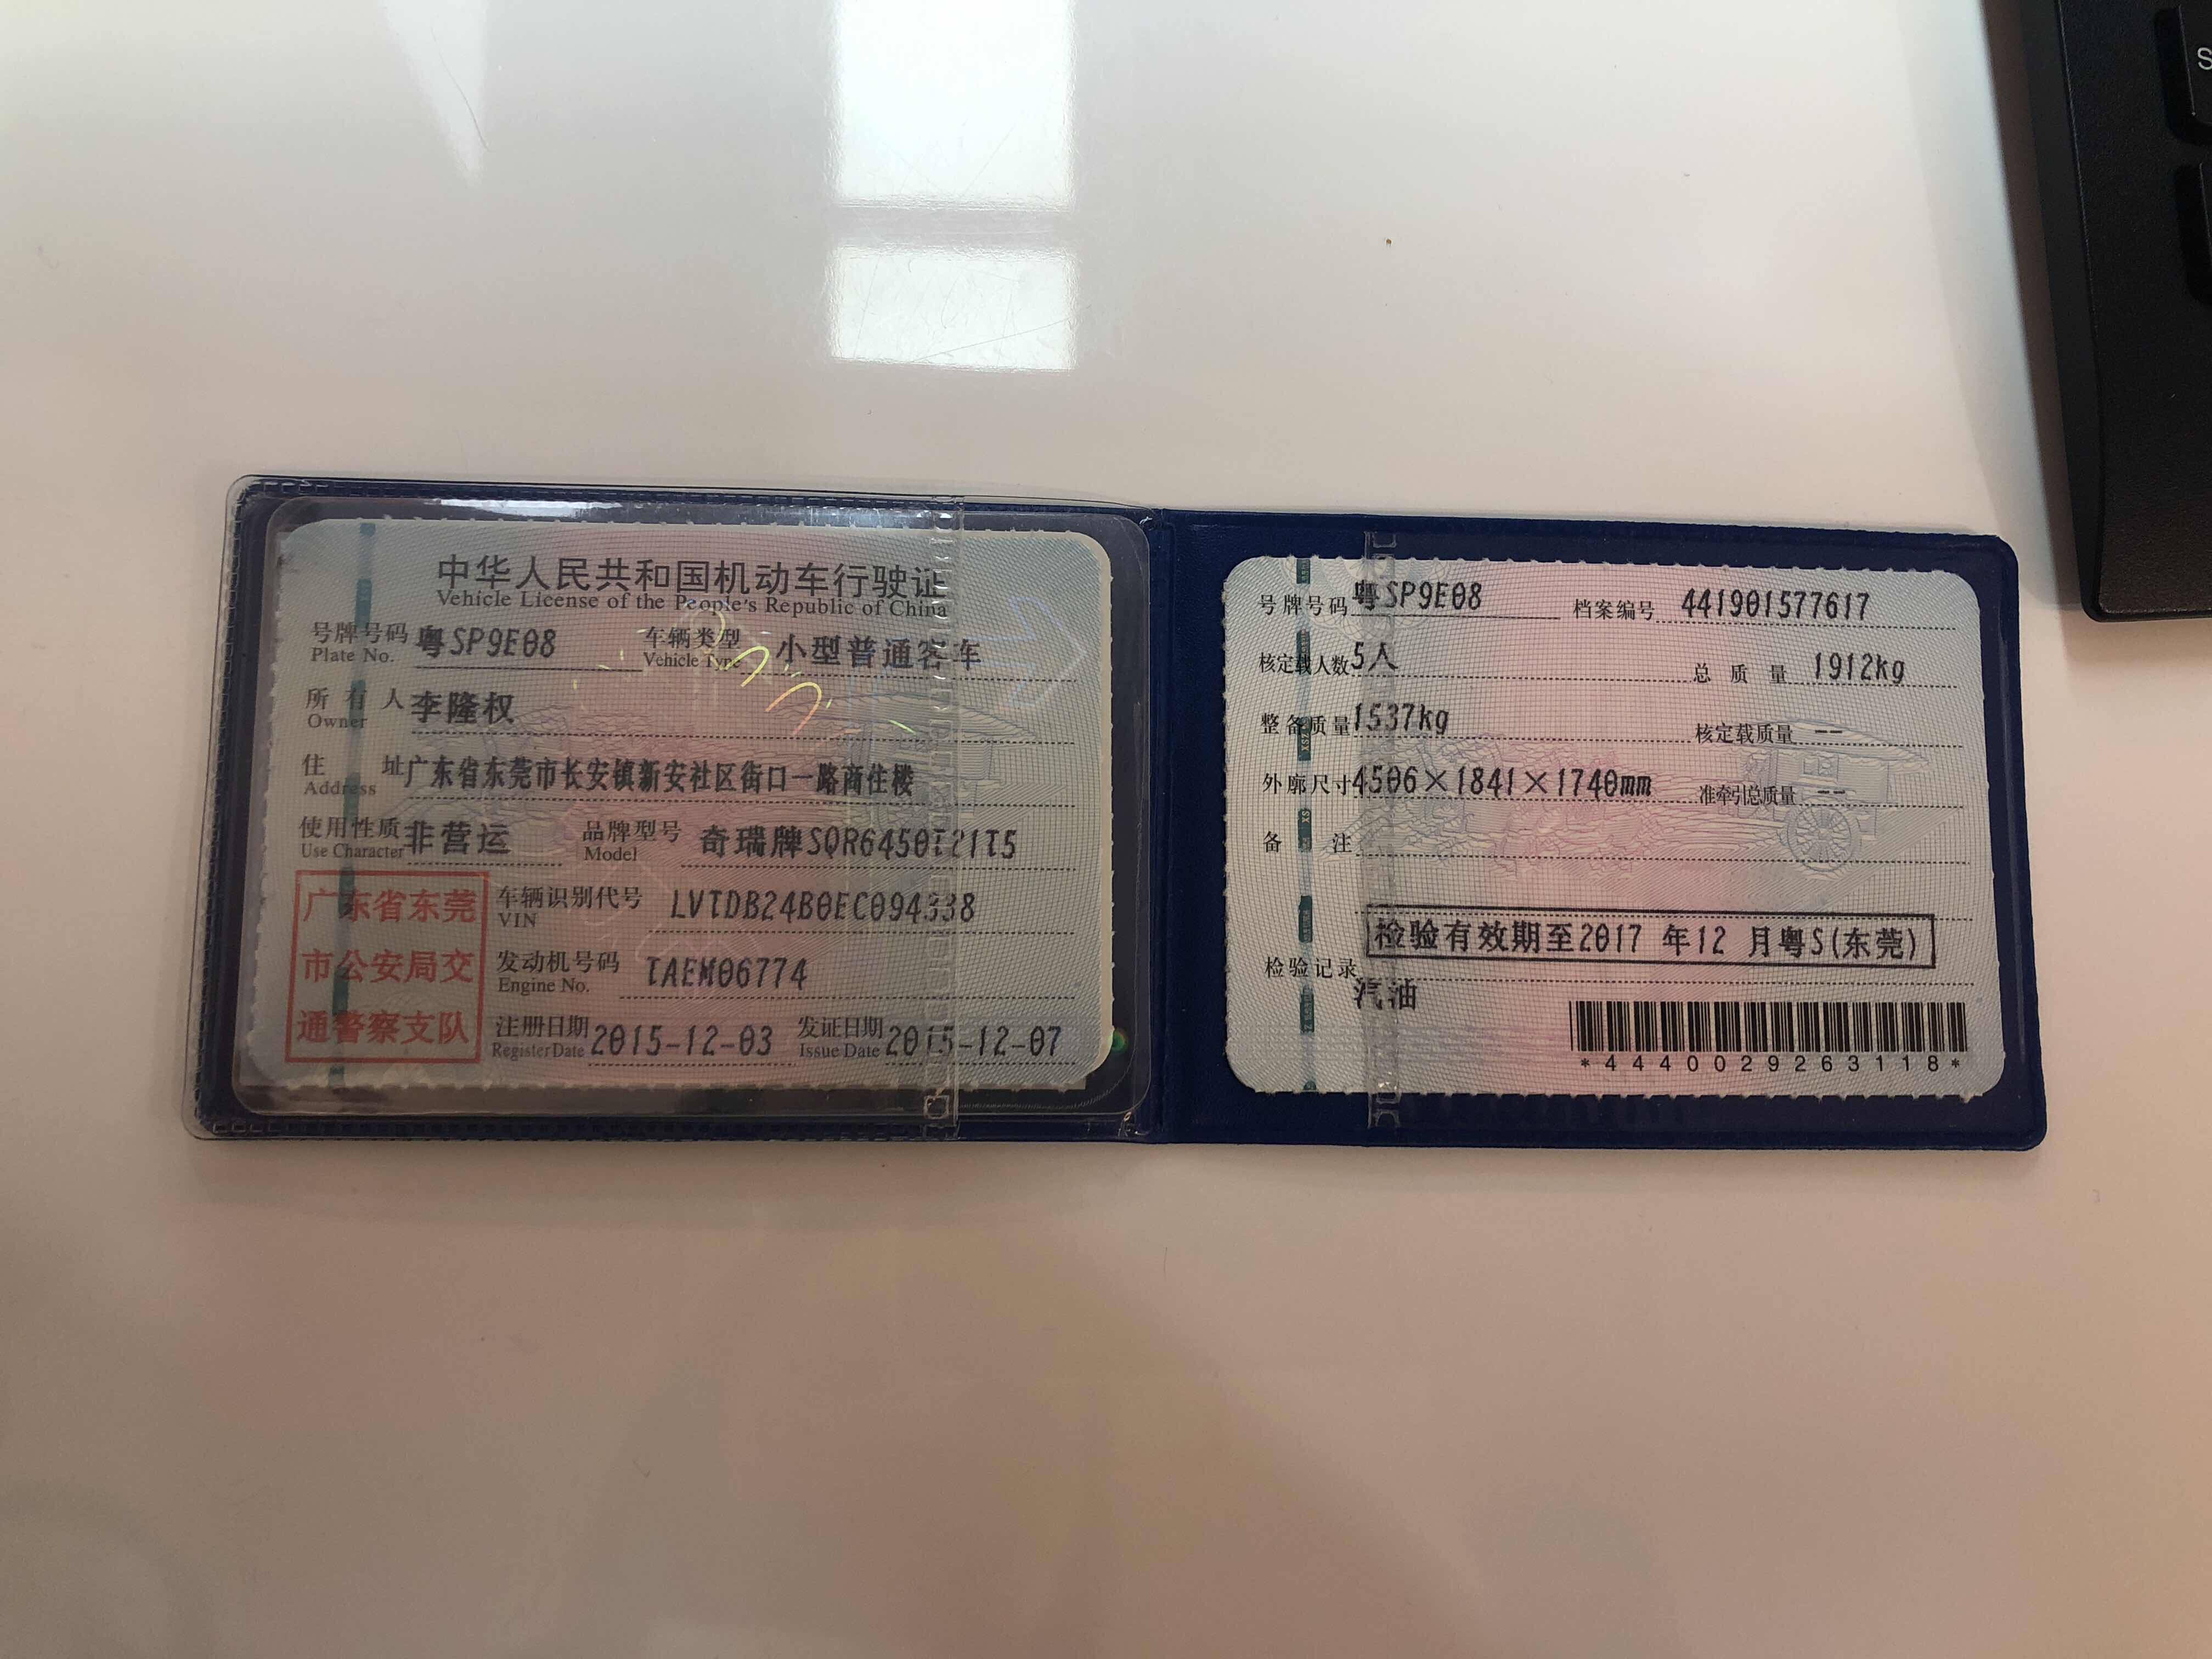 中华人民共和国机动车行驶证
Vehicle License of the People's Republic of China
号牌号码 粤SP9E08 车辆类型 小型普通客车
Plate No. Vehicle Type
所有人 李隆权
Owner
住址 广东省东莞市长安镇新安社区街口一路商住楼
Address
使用性质 非营运 品牌型号 奇瑞牌SQR6450T21T5
Use Character Model
广东省东莞
市公安局交
通警察支队
车辆识别代号 LVTDB24B0EC094338
VIN
发动机号码 TAEM06774
Engine No.
注册日期 2015-12-03 发证日期 2015-12-07
Register Date Issue Date
号牌号码 粤SP9E08 档案编号 441901577617
核定载人数 5人 总质量 1912kg
整备质量 1537kg 核定载质量 --
外廓尺寸 4506×1841×1740mm 准牵引总质量 --
备注
检验有效期至2017年12月粤S(东莞)
检验记录
汽油
*4440029263118*
S